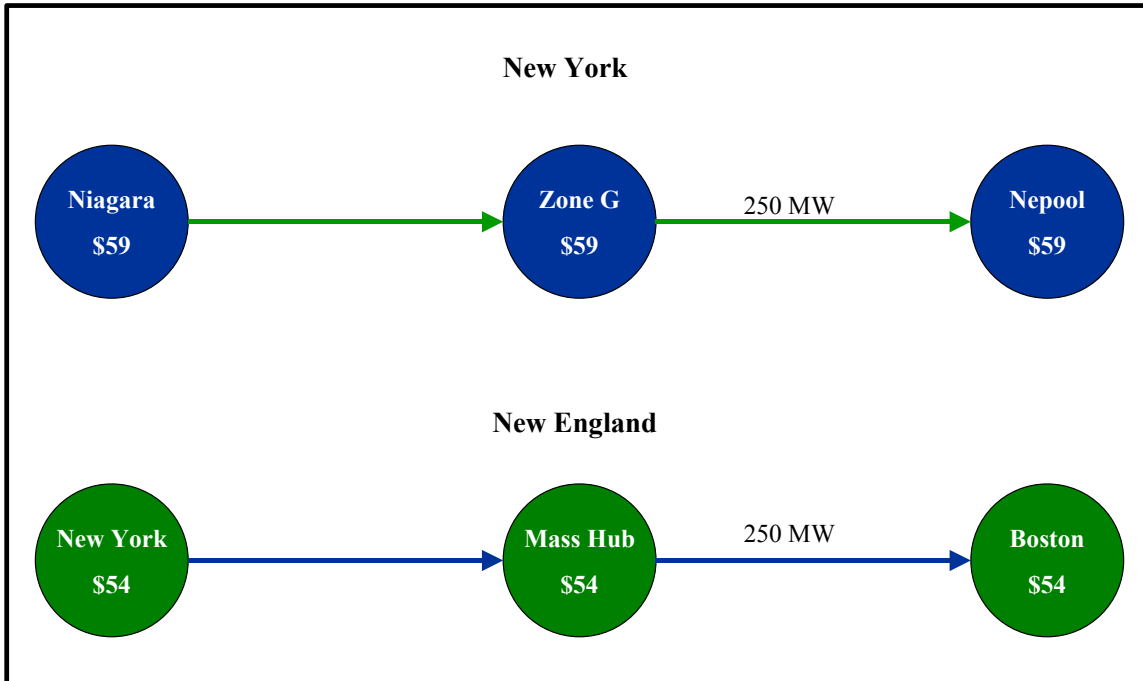 New York
Niagara
$59
Zone G
$59
250 MW
Nepool
$59
New England
New York
$54
Mass Hub
$54
250 MW
Boston
$54